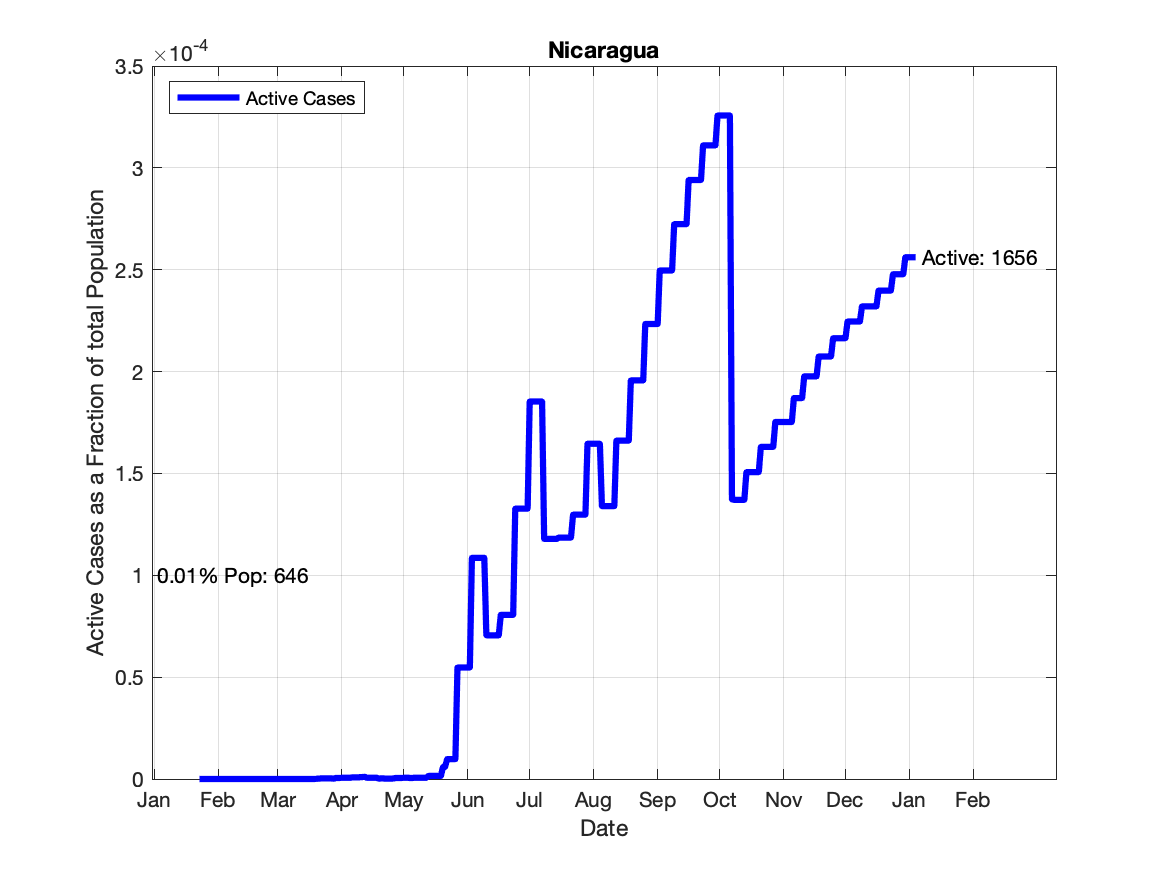 Nicaragua
×10⁻⁴
3.5
3
2.5
2
1.5
1
0.5
0
Active Cases as a Fraction of total Population
Active Cases
Active: 1656
0.01% Pop: 646
Jan Feb Mar Apr May Jun Jul Aug Sep Oct Nov Dec Jan Feb
Date